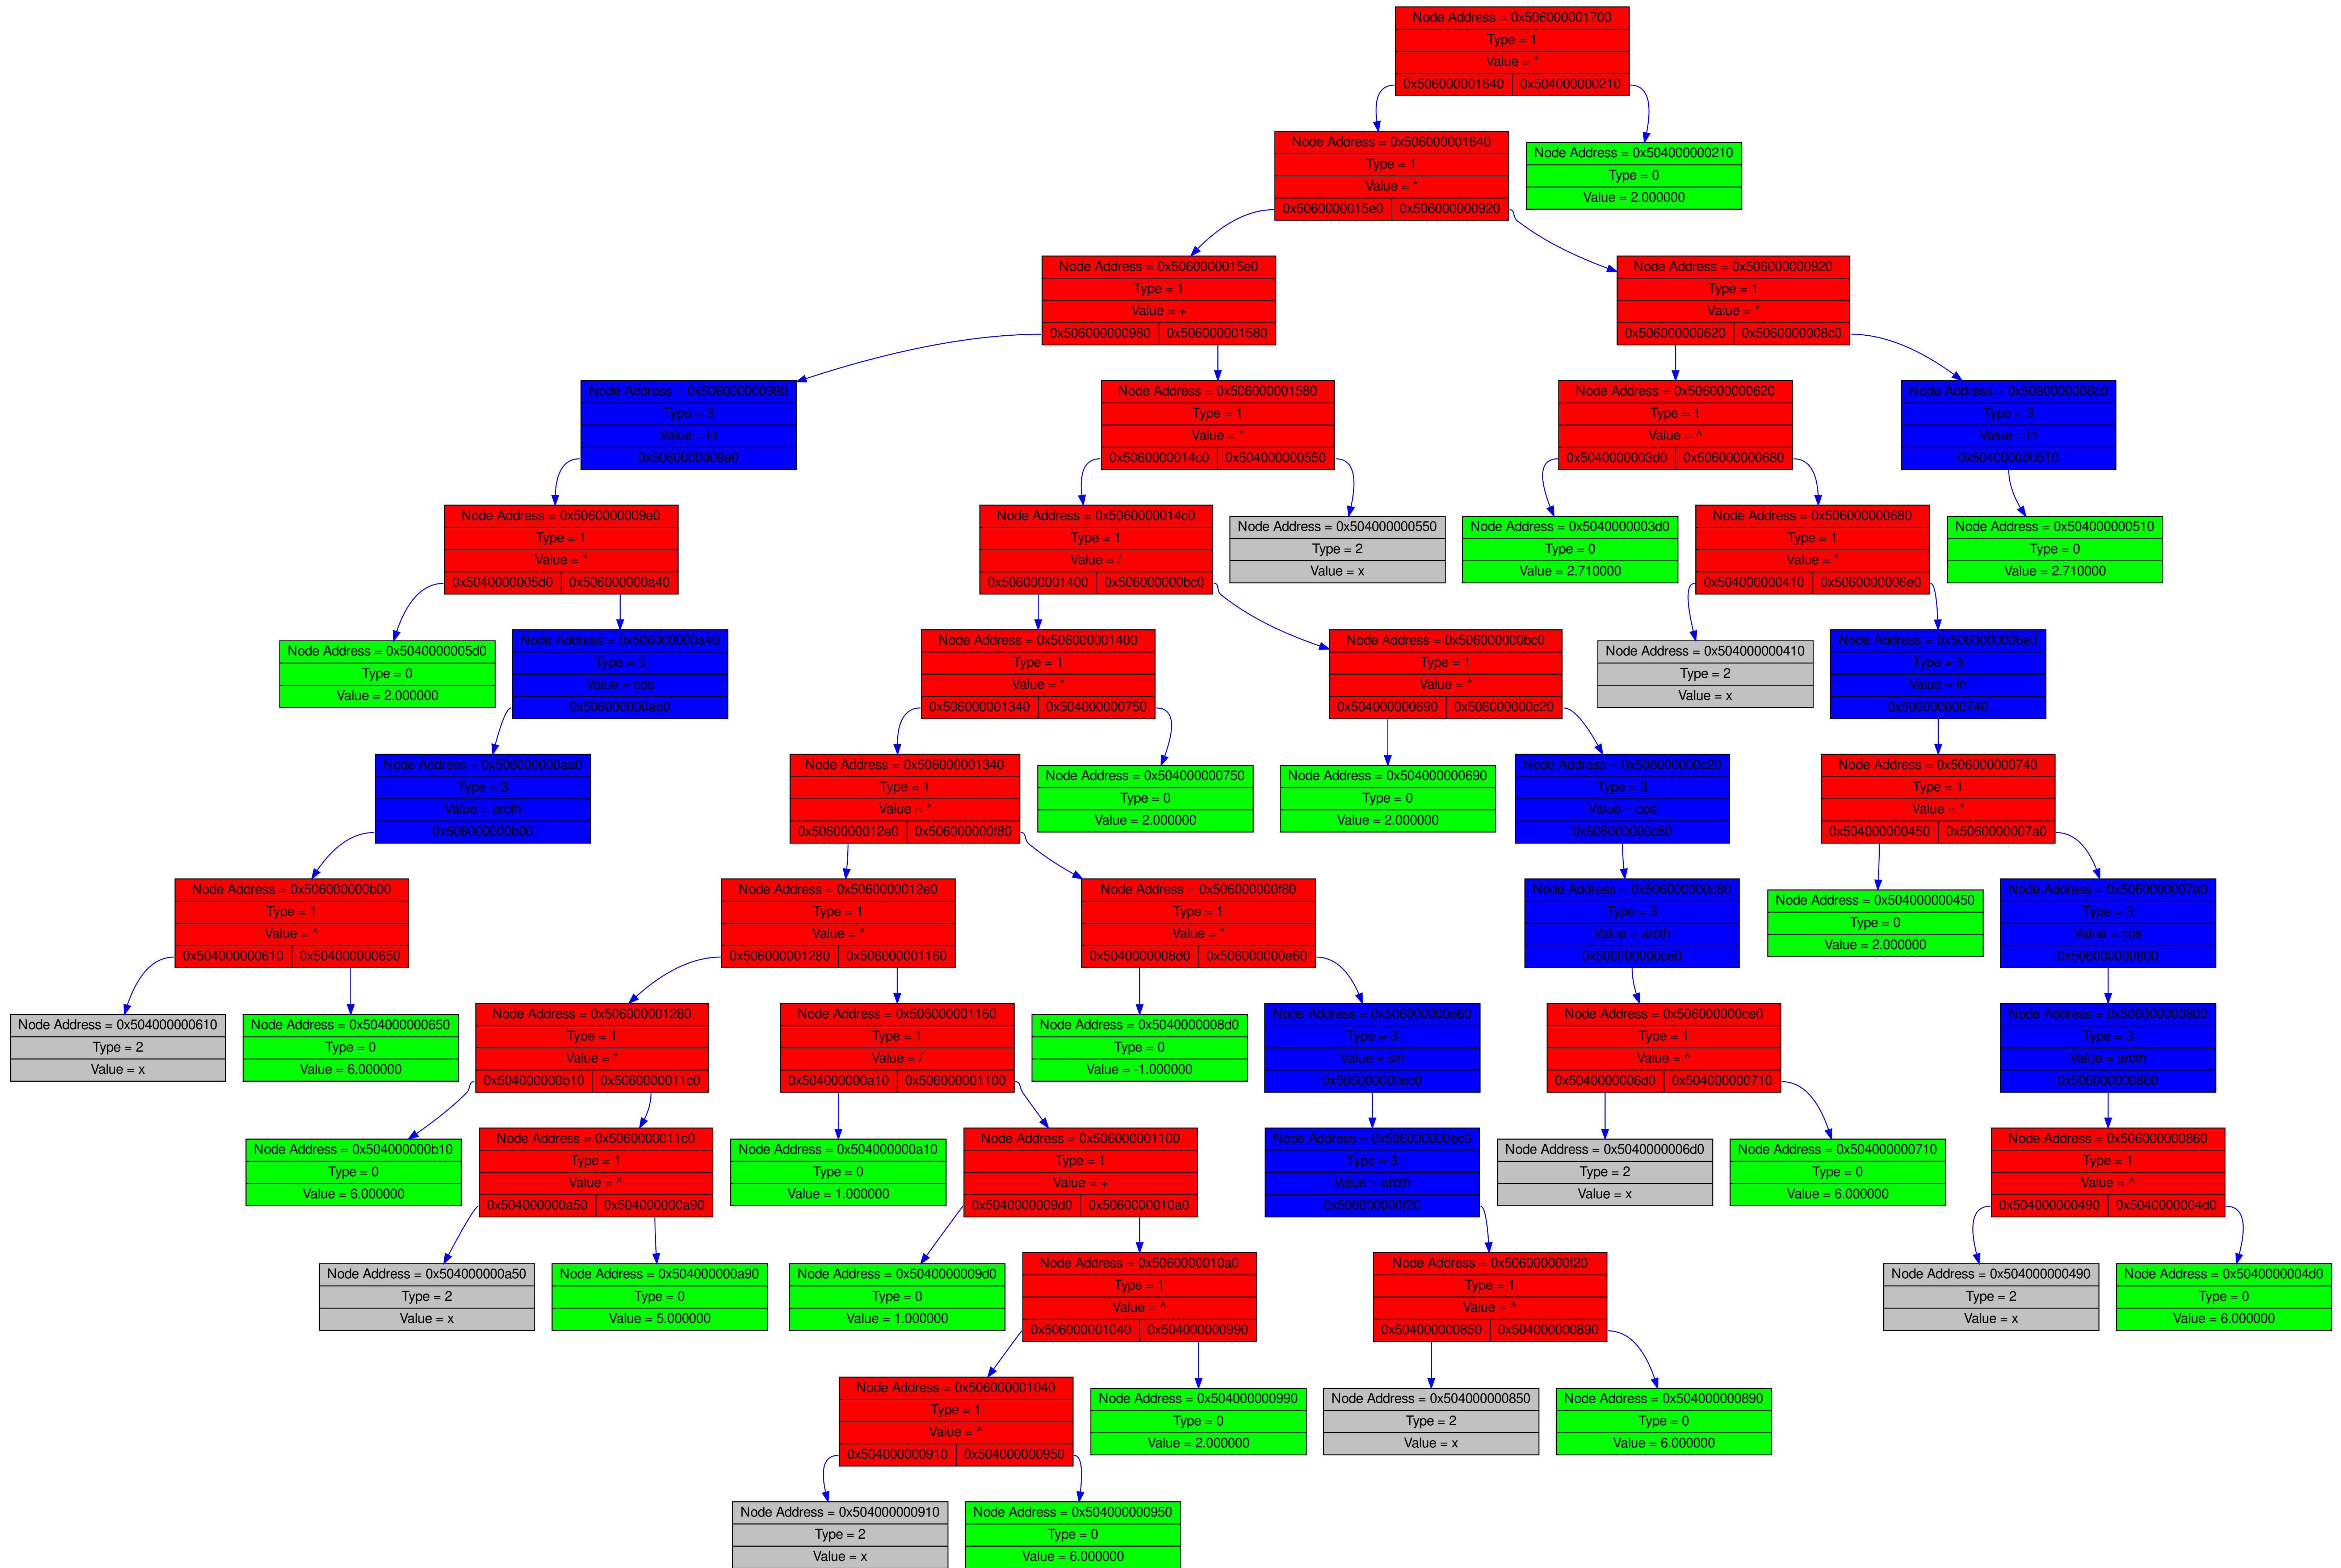 Node Address = 0x506000001700
Type = 1
Value = *
0x506000001640 0x504000000210
Node Address = 0x506000001640
Type = 1
Value = *
0x5060000015e0 0x506000000920
Node Address = 0x504000000210
Type = 0
Value = 2.000000
Node Address = 0x5060000015e0
Type = 1
Value = +
0x506000000980 0x506000001580
Node Address = 0x506000000920
Type = 1
Value = *
0x506000000620 0x5060000008c0
Node Address = 0x506000000980
Type = 3
Value = ln
0x5060000009e0
Node Address = 0x506000001580
Type = 1
Value = *
0x5060000014c0 0x504000000550
Node Address = 0x506000000620
Type = 1
Value = ^
0x5040000003d0 0x506000000680
Node Address = 0x5060000008c0
Type = 3
Value = ln
0x504000000510
Node Address = 0x5060000009e0
Type = 1
Value = *
0x5040000005d0 0x506000000a40
Node Address = 0x5060000014c0
Type = 1
Value = /
0x506000001400 0x506000000bc0
Node Address = 0x504000000550
Type = 2
Value = x
Node Address = 0x5040000003d0
Type = 0
Value = 2.710000
Node Address = 0x506000000680
Type = 1
Value = *
0x504000000410 0x5060000006e0
Node Address = 0x504000000510
Type = 0
Value = 2.710000
Node Address = 0x5040000005d0
Type = 0
Value = 2.000000
Node Address = 0x506000000a40
Type = 3
Value = cos
0x506000000aa0
Node Address = 0x506000001400
Type = 1
Value = *
0x506000001340 0x504000000750
Node Address = 0x506000000bc0
Type = 1
Value = *
0x504000000690 0x506000000c20
Node Address = 0x504000000410
Type = 2
Value = x
Node Address = 0x5060000006e0
Type = 3
Value = ln
0x506000000740
Node Address = 0x506000000aa0
Type = 3
Value = arcth
0x506000000b00
Node Address = 0x506000001340
Type = 1
Value = *
0x5060000012e0 0x506000000f80
Node Address = 0x504000000750
Type = 0
Value = 2.000000
Node Address = 0x504000000690
Type = 0
Value = 2.000000
Node Address = 0x506000000c20
Type = 3
Value = cos
0x506000000c80
Node Address = 0x506000000740
Type = 1
Value = *
0x504000000450 0x5060000007a0
Node Address = 0x506000000b00
Type = 1
Value = ^
0x504000000610 0x504000000650
Node Address = 0x5060000012e0
Type = 1
Value = *
0x506000001280 0x506000001160
Node Address = 0x506000000f80
Type = 1
Value = *
0x5040000008d0 0x506000000e60
Node Address = 0x506000000c80
Type = 3
Value = arcth
0x506000000ce0
Node Address = 0x504000000450
Type = 0
Value = 2.000000
Node Address = 0x5060000007a0
Type = 3
Value = cos
0x506000000800
Node Address = 0x504000000610
Type = 2
Value = x
Node Address = 0x504000000650
Type = 0
Value = 6.000000
Node Address = 0x506000001280
Type = 1
Value = *
0x504000000b10 0x5060000011c0
Node Address = 0x506000001160
Type = 1
Value = /
0x504000000a10 0x506000001100
Node Address = 0x5040000008d0
Type = 0
Value = -1.000000
Node Address = 0x506000000e60
Type = 3
Value = sin
0x506000000ec0
Node Address = 0x506000000ce0
Type = 1
Value = ^
0x5040000006d0 0x504000000710
Node Address = 0x506000000800
Type = 3
Value = arcth
0x506000000860
Node Address = 0x504000000b10
Type = 0
Value = 6.000000
Node Address = 0x5060000011c0
Type = 1
Value = ^
0x504000000a50 0x504000000a90
Node Address = 0x504000000a10
Type = 0
Value = 1.000000
Node Address = 0x506000001100
Type = 1
Value = +
0x5040000009d0 0x5060000010a0
Node Address = 0x506000000ec0
Type = 3
Value = arcth
0x506000000f20
Node Address = 0x5040000006d0
Type = 2
Value = x
Node Address = 0x504000000710
Type = 0
Value = 6.000000
Node Address = 0x506000000860
Type = 1
Value = ^
0x504000000490 0x5040000004d0
Node Address = 0x504000000a50
Type = 2
Value = x
Node Address = 0x504000000a90
Type = 0
Value = 5.000000
Node Address = 0x5040000009d0
Type = 0
Value = 1.000000
Node Address = 0x5060000010a0
Type = 1
Value = ^
0x506000001040 0x504000000990
Node Address = 0x506000000f20
Type = 1
Value = ^
0x504000000850 0x504000000890
Node Address = 0x504000000490
Type = 2
Value = x
Node Address = 0x5040000004d0
Type = 0
Value = 6.000000
Node Address = 0x506000001040
Type = 1
Value = ^
0x504000000910 0x504000000950
Node Address = 0x504000000990
Type = 0
Value = 2.000000
Node Address = 0x504000000850
Type = 2
Value = x
Node Address = 0x504000000890
Type = 0
Value = 6.000000
Node Address = 0x504000000910
Type = 2
Value = x
Node Address = 0x504000000950
Type = 0
Value = 6.000000